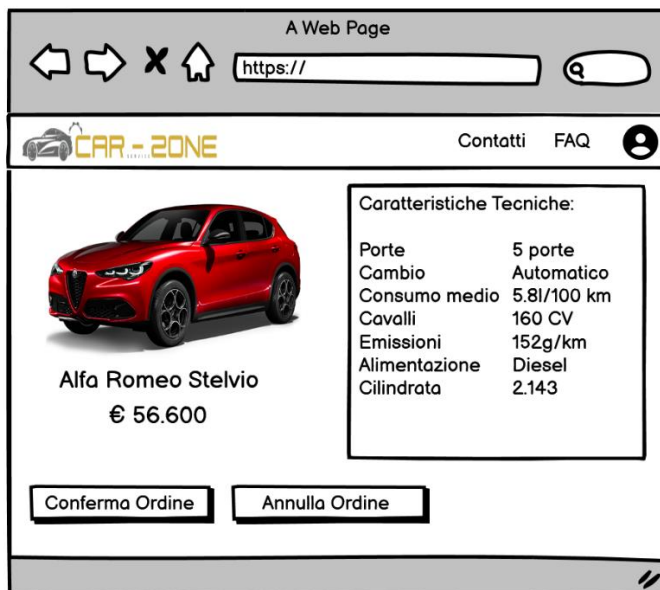 A Web Page
https://
CAR - ZONE
SERVICE
Contatti FAQ
Caratteristiche Tecniche:
Porte 5 porte
Cambio Automatico
Consumo medio 5.8l/100 km
Cavalli 160 CV
Emissioni 152g/km
Alimentazione Diesel
Cilindrata 2.143
Alfa Romeo Stelvio
€ 56.600
Conferma Ordine Annulla Ordine